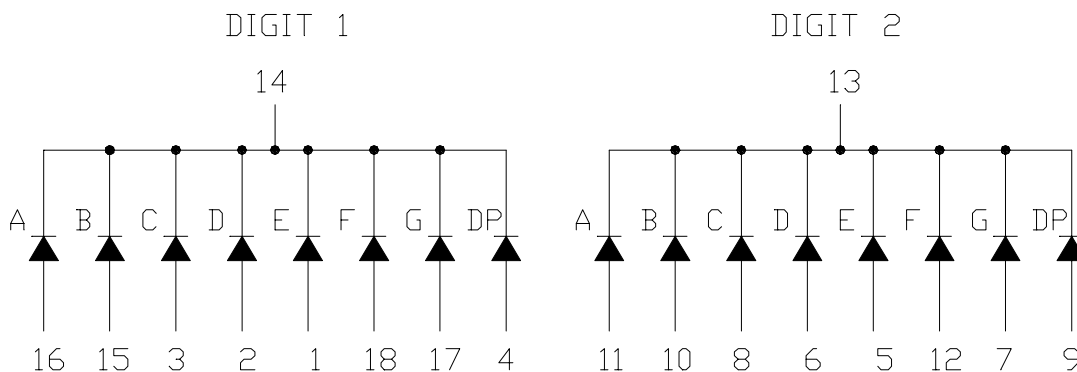 DIGIT 1 DIGIT 2
14 13
A B C D E F G DP A B C D E F G DP
16 15 3 2 1 18 17 4 11 10 8 6 5 12 7 9